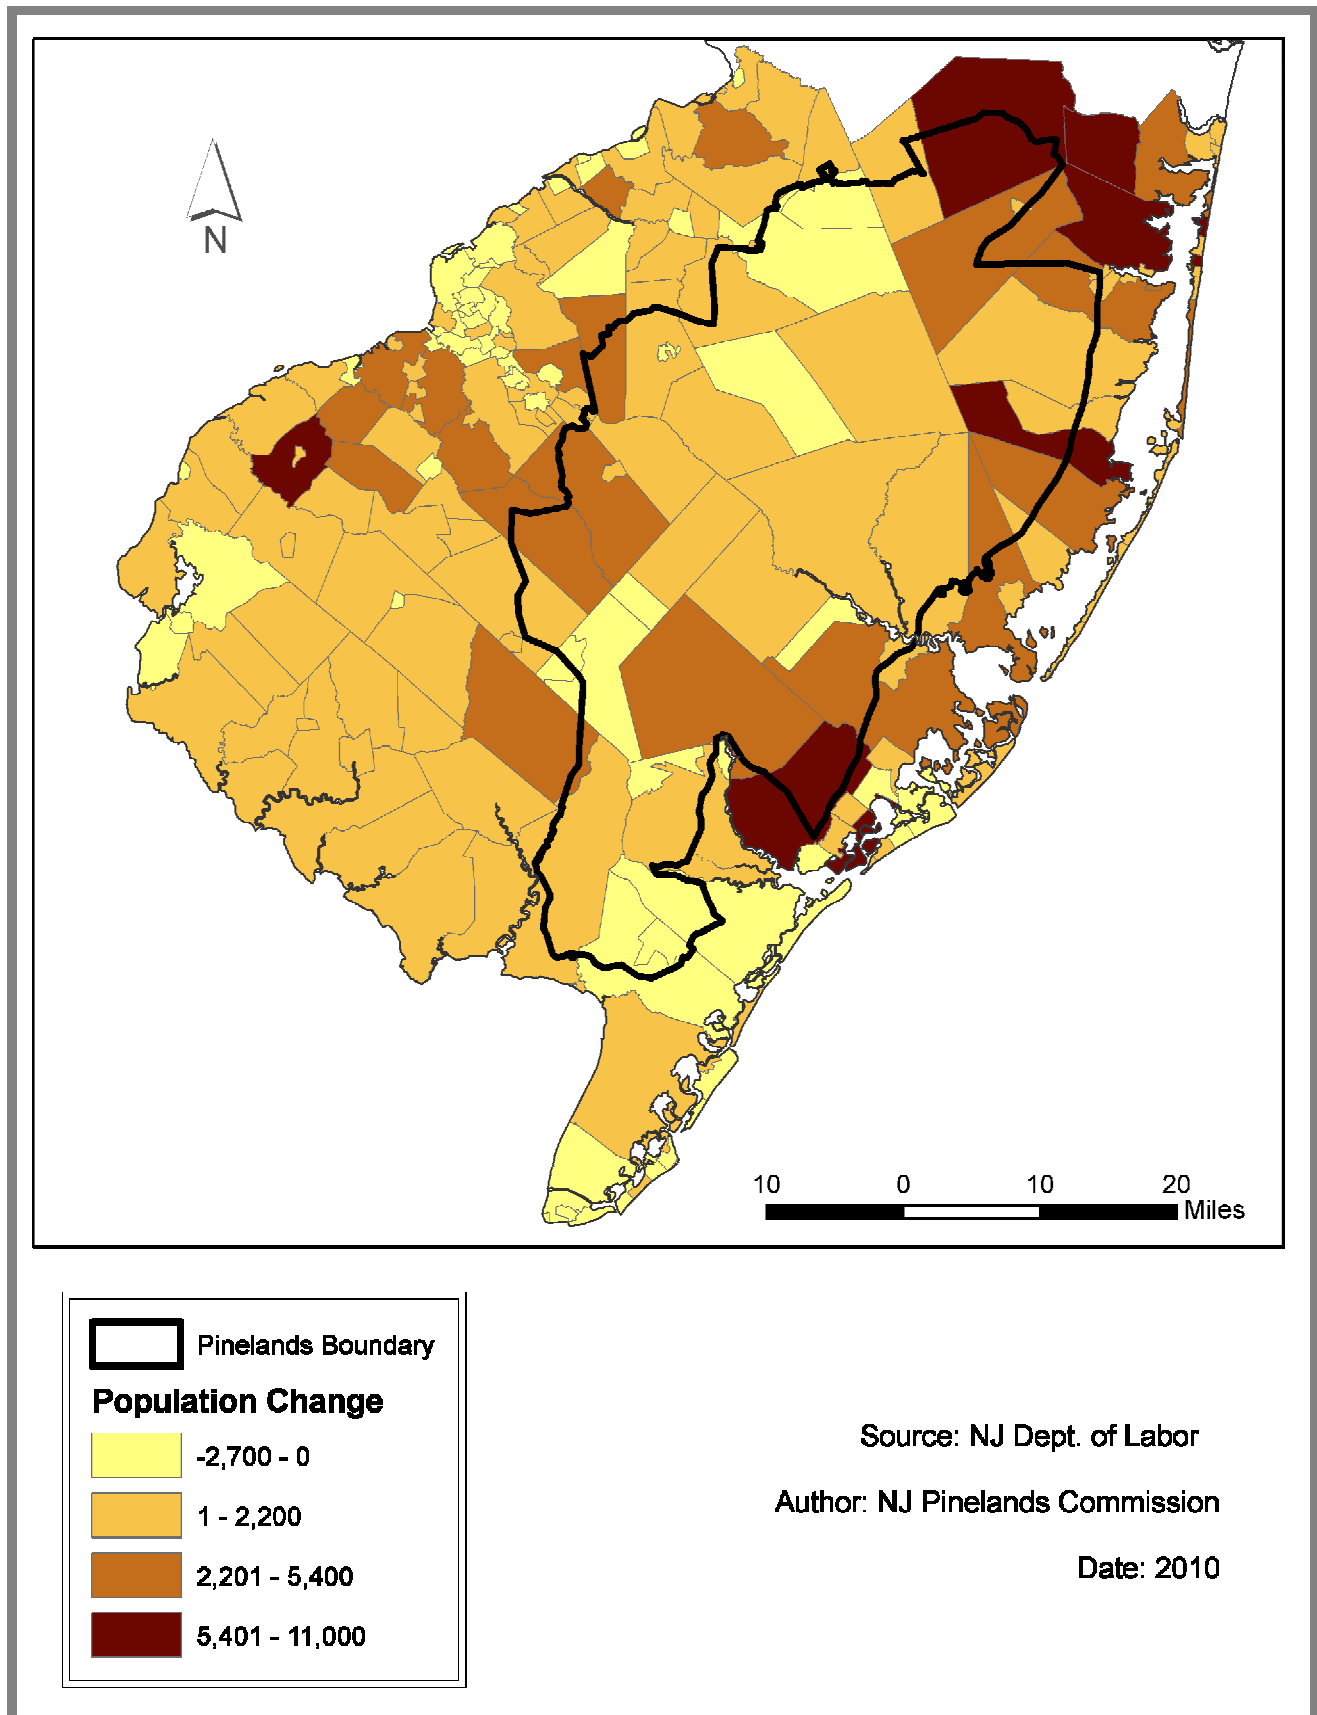 N
10 0 10 20
Miles
Pinelands Boundary
Population Change
-2,700 - 0
1 - 2,200
2,201 - 5,400
5,401 - 11,000
Source: NJ Dept. of Labor
Author: NJ Pinelands Commission
Date: 2010